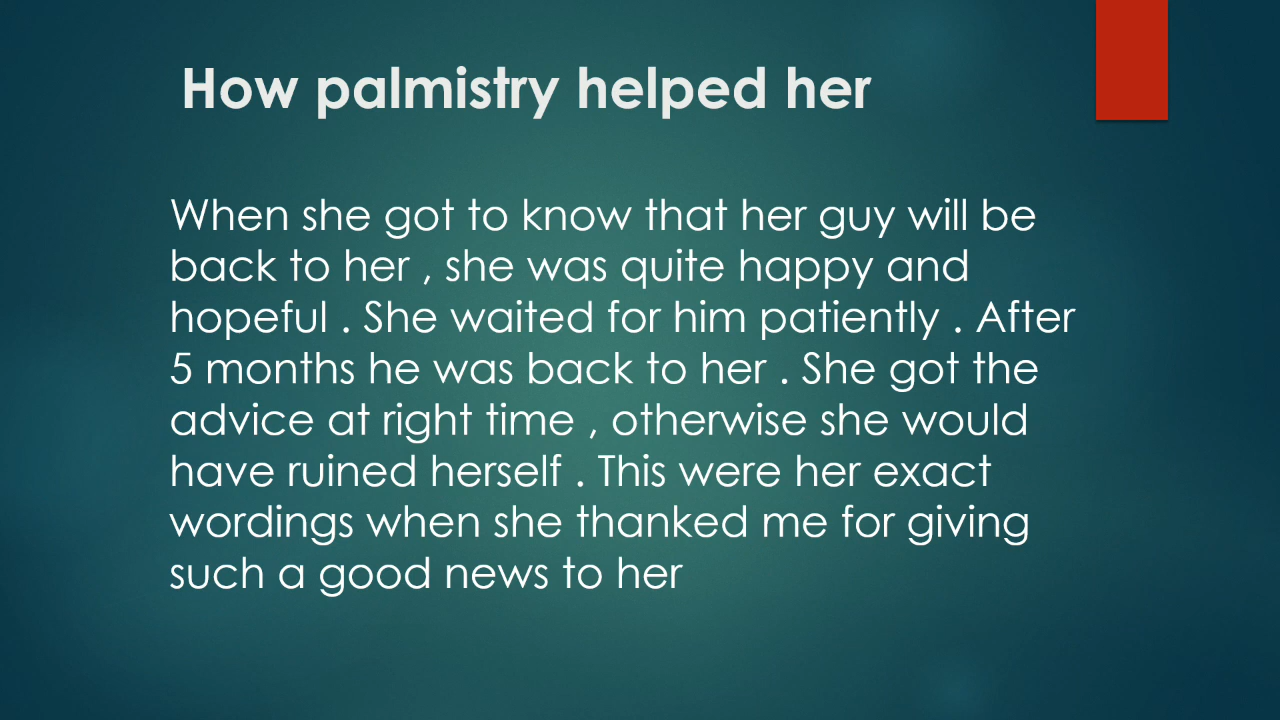 How palmistry helped her
When she got to know that her guy will be
back to her , she was quite happy and
hopeful . She waited for him patiently . After
5 months he was back to her . She got the
advice at right time , otherwise she would
have ruined herself . This were her exact
wordings when she thanked me for giving
such a good news to her